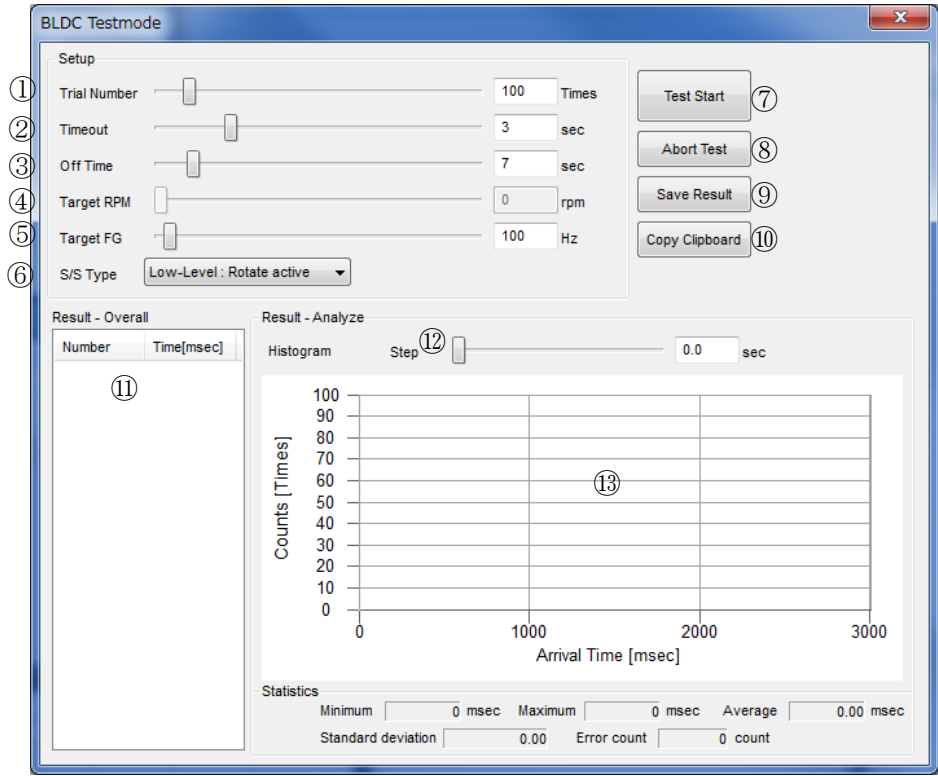 BLDC Testmode
Setup
① Trial Number 100 Times
② Timeout 3 sec
③ Off Time 7 sec
④ Target RPM 0 rpm
⑤ Target FG 100 Hz
⑥ S/S Type Low-Level : Rotate active
Test Start ⑦
Abort Test ⑧
Save Result ⑨
Copy Clipboard ⑩
Result - Overall
Number Time[msec]
⑪
Result - Analyze
Histogram Step ⑫ 0.0 sec
Counts [Times]
100
90
80
70
60
50
40
30
20
10
0
⑬
0 1000 2000 3000
Arrival Time [msec]
Statistics
Minimum 0 msec Maximum 0 msec Average 0.00 msec
Standard deviation 0.00 Error count 0 count